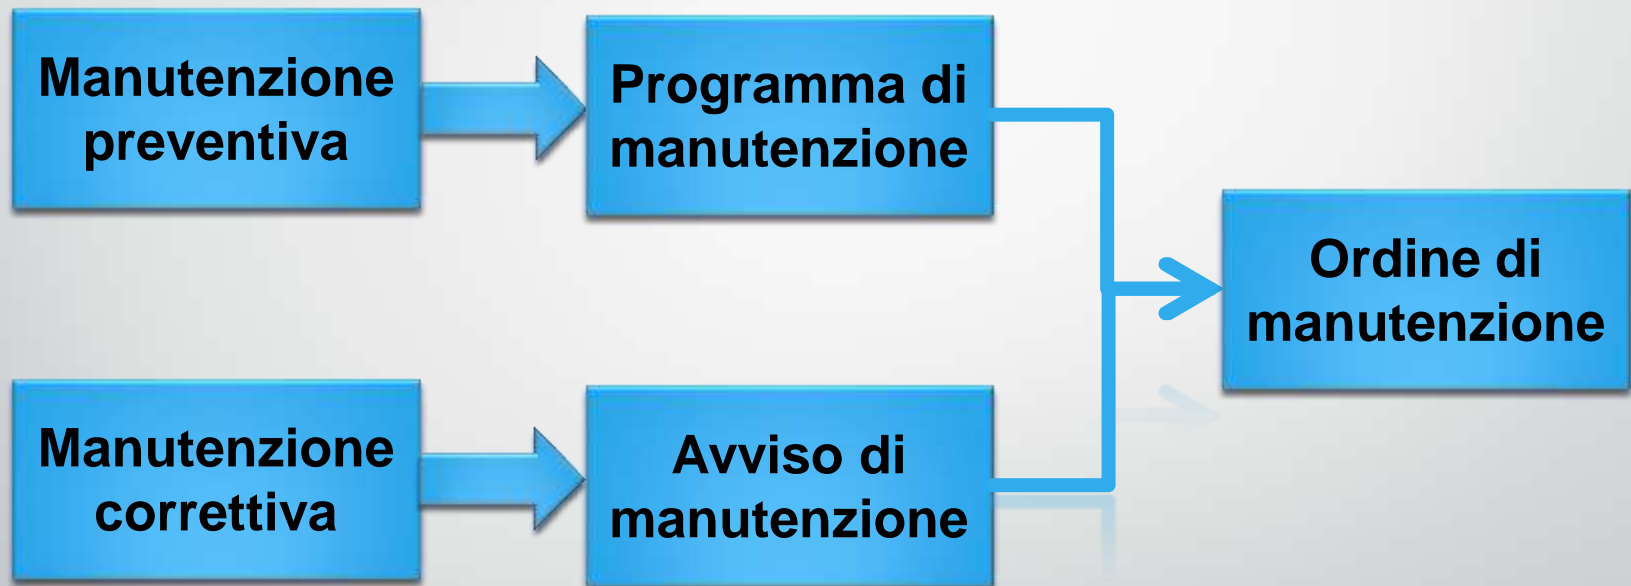 Manutenzione
preventiva
Programma di
manutenzione
Ordine di
manutenzione
Manutenzione
correttiva
Avviso di
manutenzione